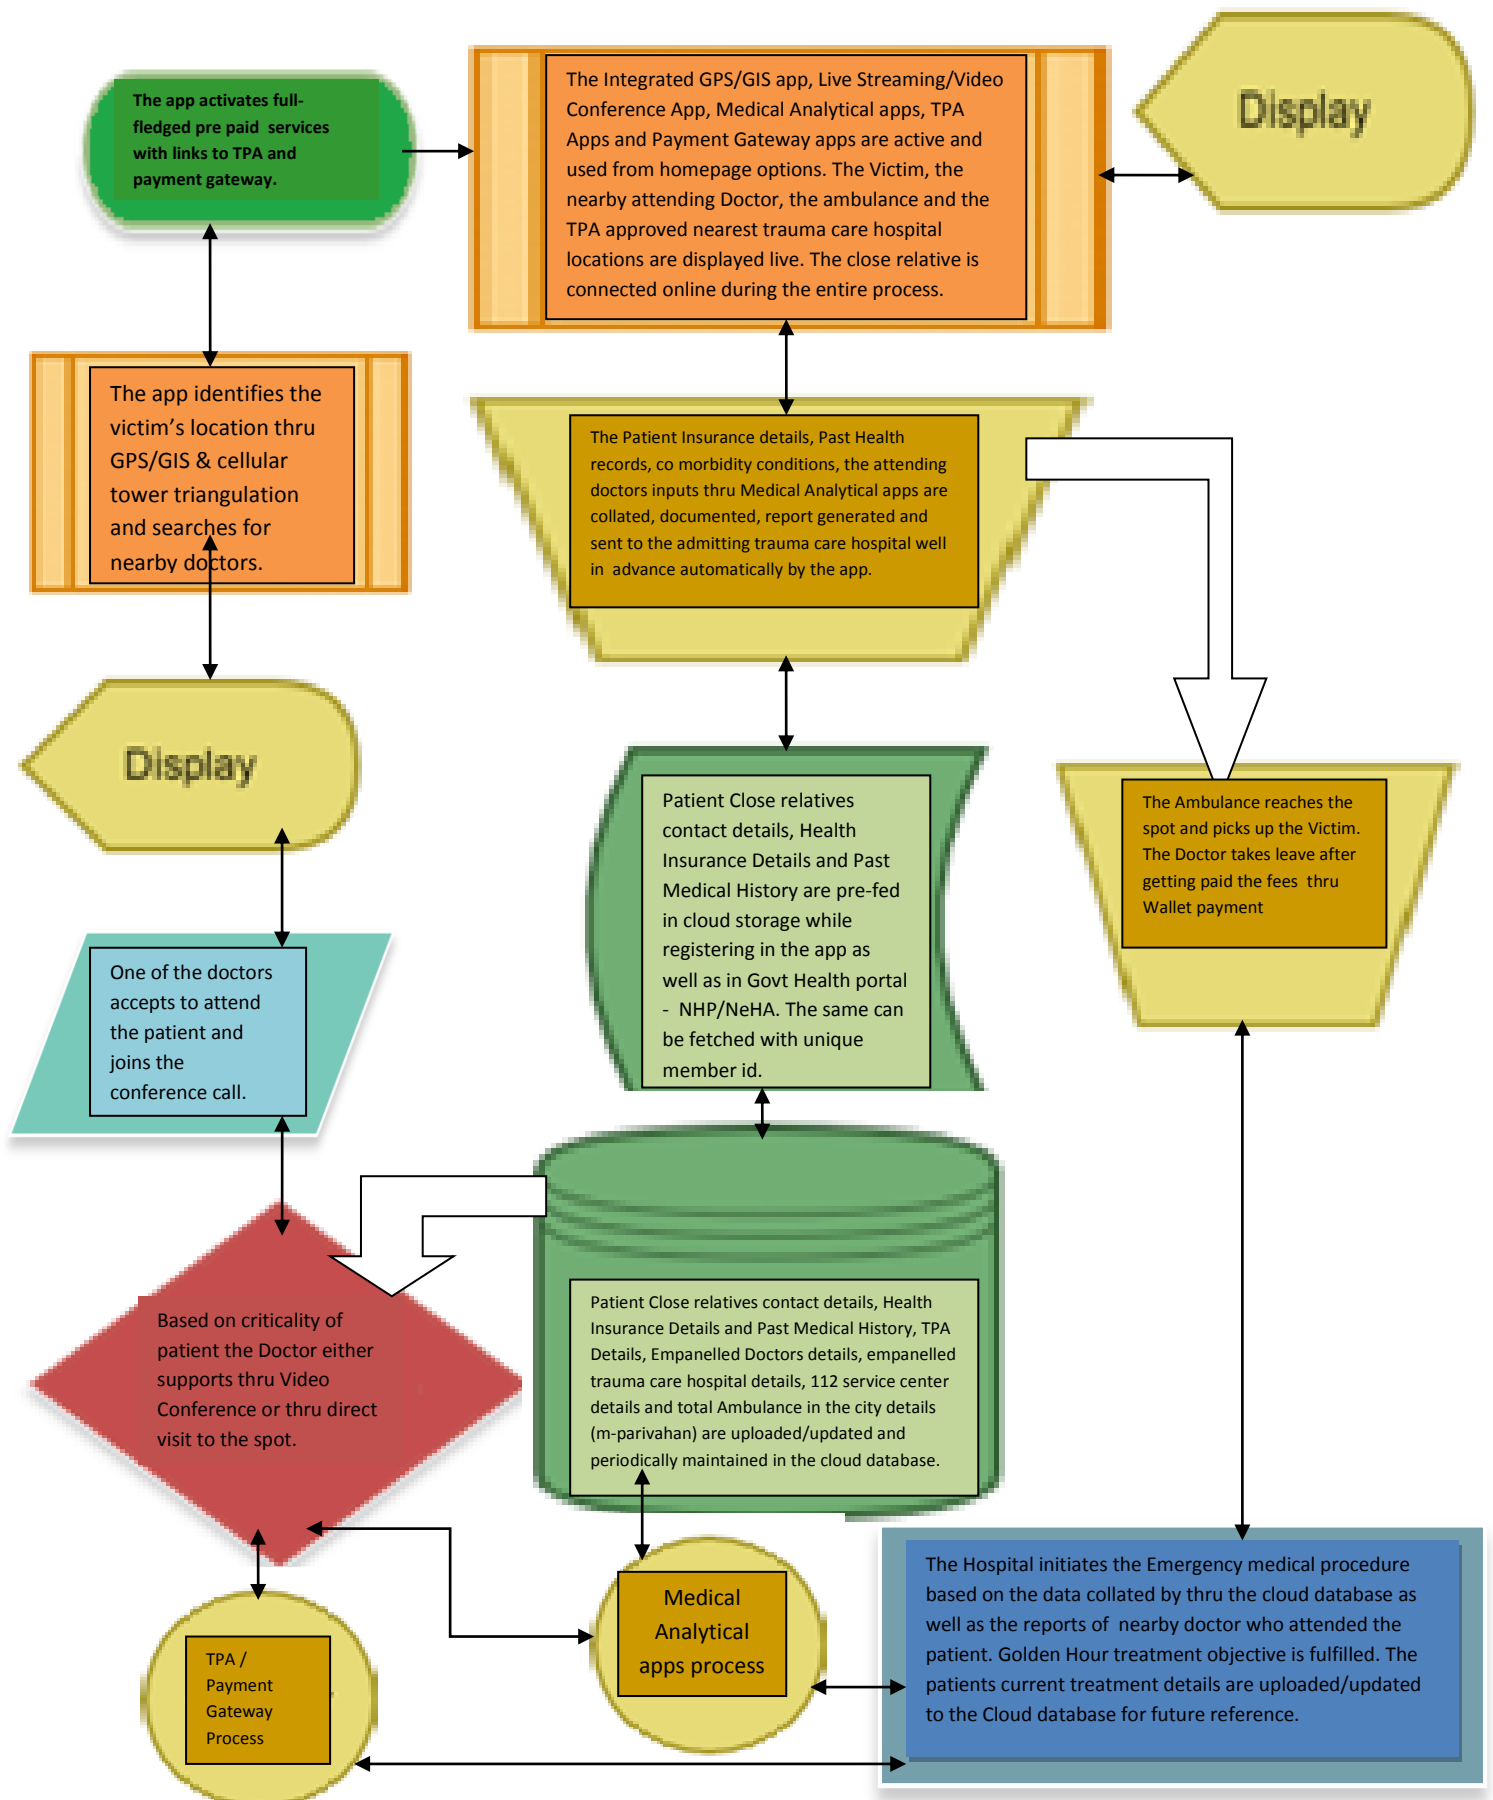 The app activates full-
fledged pre paid services
with links to TPA and
payment gateway.
The Integrated GPS/GIS app, Live Streaming/Video
Conference App, Medical Analytical apps, TPA
Apps and Payment Gateway apps are active and
used from homepage options. The Victim, the
nearby attending Doctor, the ambulance and the
TPA approved nearest trauma care hospital
locations are displayed live. The close relative is
connected online during the entire process.
Display
The app identifies the
victim's location thru
GPS/GIS & cellular
tower triangulation
and searches for
nearby doctors.
The Patient Insurance details, Past Health
records, co morbidity conditions, the attending
doctors inputs thru Medical Analytical apps are
collated, documented, report generated and
sent to the admitting trauma care hospital well
in advance automatically by the app.
Display
Patient Close relatives
contact details, Health
Insurance Details and Past
Medical History are pre-fed
in cloud storage while
registering in the app as
well as in Govt Health portal
- NHP/NeHA. The same can
be fetched with unique
member id.
The Ambulance reaches the
spot and picks up the Victim.
The Doctor takes leave after
getting paid the fees thru
Wallet payment
One of the doctors
accepts to attend
the patient and
joins the
conference call.
Based on criticality of
patient the Doctor either
supports thru Video
Conference or thru direct
visit to the spot.
Patient Close relatives contact details, Health
Insurance Details and Past Medical History, TPA
Details, Empanelled Doctors details, empanelled
trauma care hospital details, 112 service center
details and total Ambulance in the city details
(m-parivahan) are uploaded/updated and
periodically maintained in the cloud database.
TPA /
Payment
Gateway
Process
Medical
Analytical
apps process
The Hospital initiates the Emergency medical procedure
based on the data collated by thru the cloud database as
well as the reports of nearby doctor who attended the
patient. Golden Hour treatment objective is fulfilled. The
patients current treatment details are uploaded/updated
to the Cloud database for future reference.